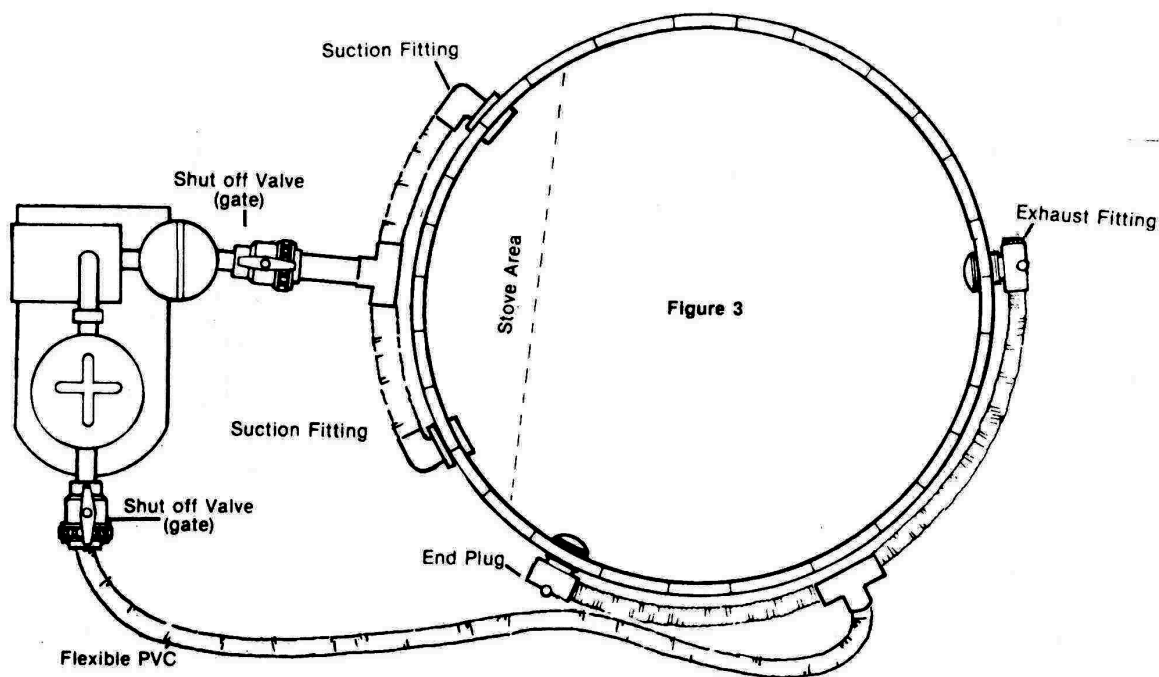 Suction Fitting
Shut off Valve
(gate)
Exhaust Fitting
Stove Area
Figure 3
Suction Fitting
Shut off Valve
(gate)
End Plug
Flexible PVC